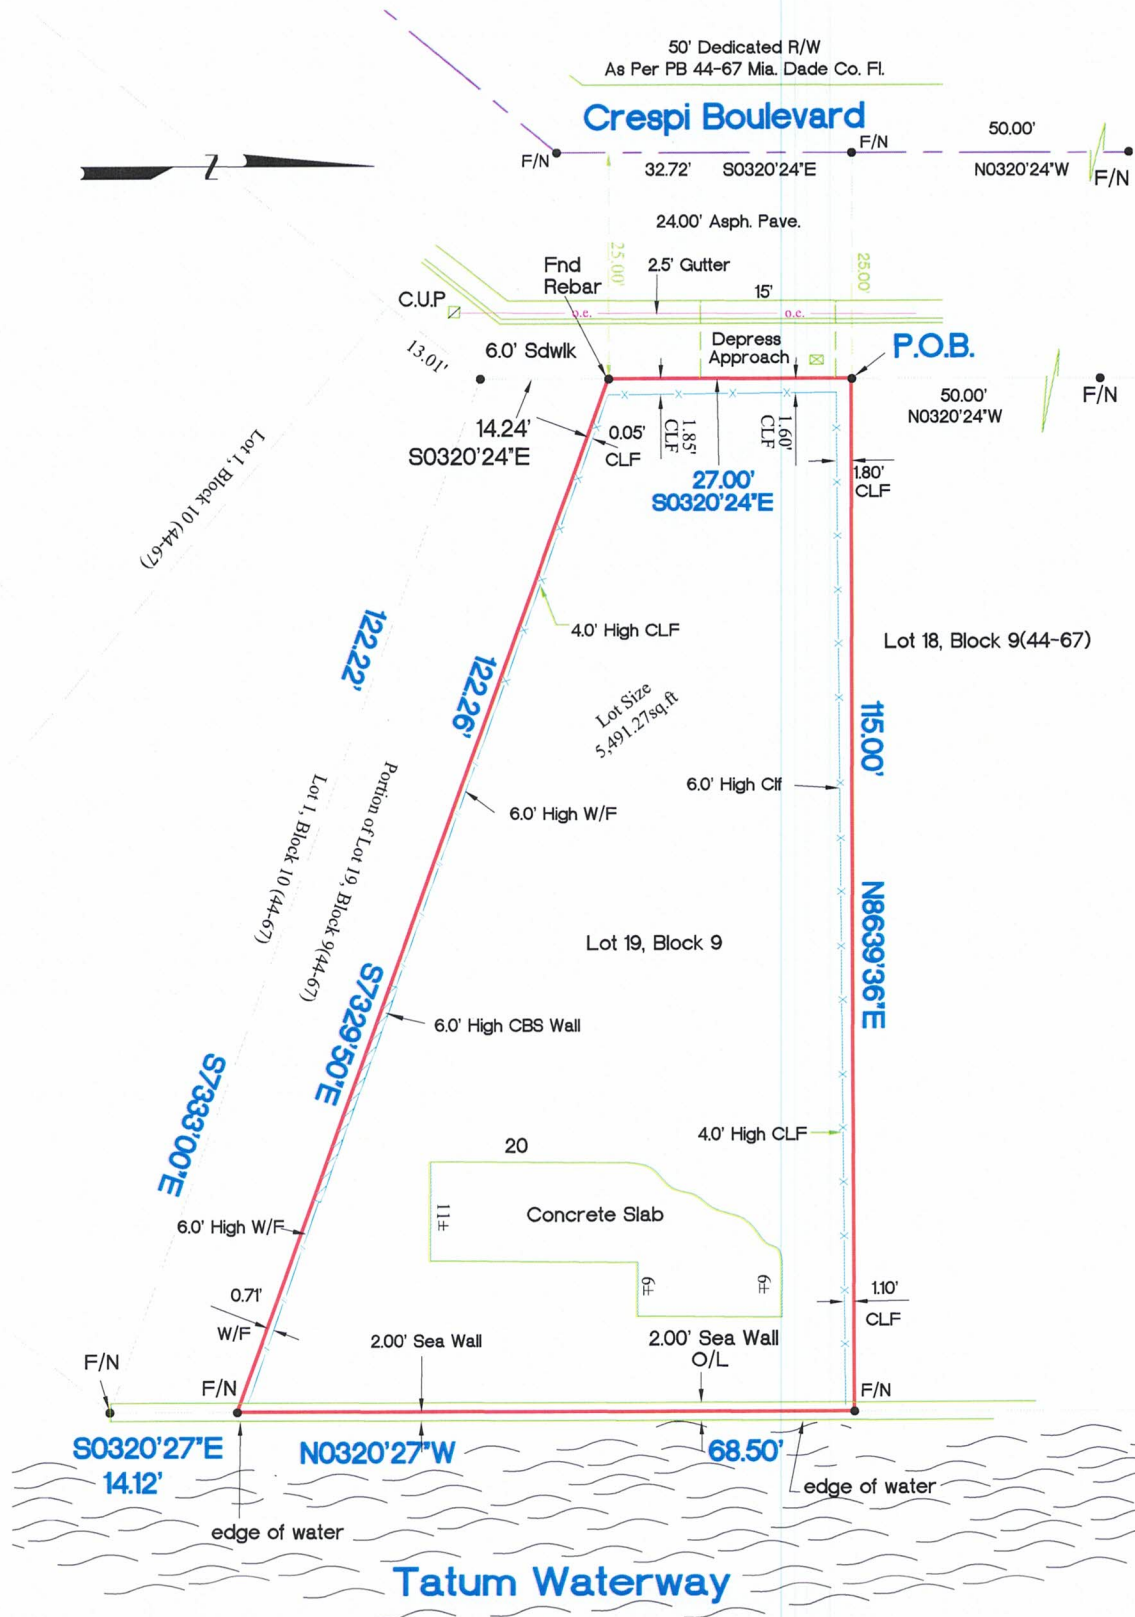 50' Dedicated R/W
As Per PB 44-67 Mia. Dade Co. Fl.
Crespi Boulevard
F/N
32.72' S0320'24"E
F/N
50.00'
N0320'24"W
F/N
Z
24.00' Asph. Pave.
25.00'
25.00'
Fnd
Rebar
2.5' Gutter
15'
C.U.P
o.e.
o.e.
13.01'
6.0' Sdwlk
Depress
Approach
P.O.B.
14.24'
S0320'24"E
50.00'
N0320'24"W
F/N
0.05'
CLF
1.85'
CLF
1.60'
CLF
27.00'
S0320'24"E
1.80'
CLF
Lot 1, Block 10 (44-67)
4.0' High CLF
Lot 18, Block 9(44-67)
122.22'
122.26'
Lot Size
5,491.27sq.ft
115.00'
6.0' High Clf
6.0' High W/F
Portion of Lot 19, Block 9(44-67)
Lot 1, Block 10 (44-67)
N8639'36"E
Lot 19, Block 9
S7329'50"E
6.0' High CBS Wall
S7333'00"E
4.0' High CLF
20
11±
Concrete Slab
6±
6±
6.0' High W/F
0.71'
W/F
1.10'
CLF
2.00' Sea Wall
2.00' Sea Wall
O/L
F/N
F/N
F/N
S0320'27"E
14.12'
N0320'27"W
68.50'
edge of water
edge of water
Tatum Waterway